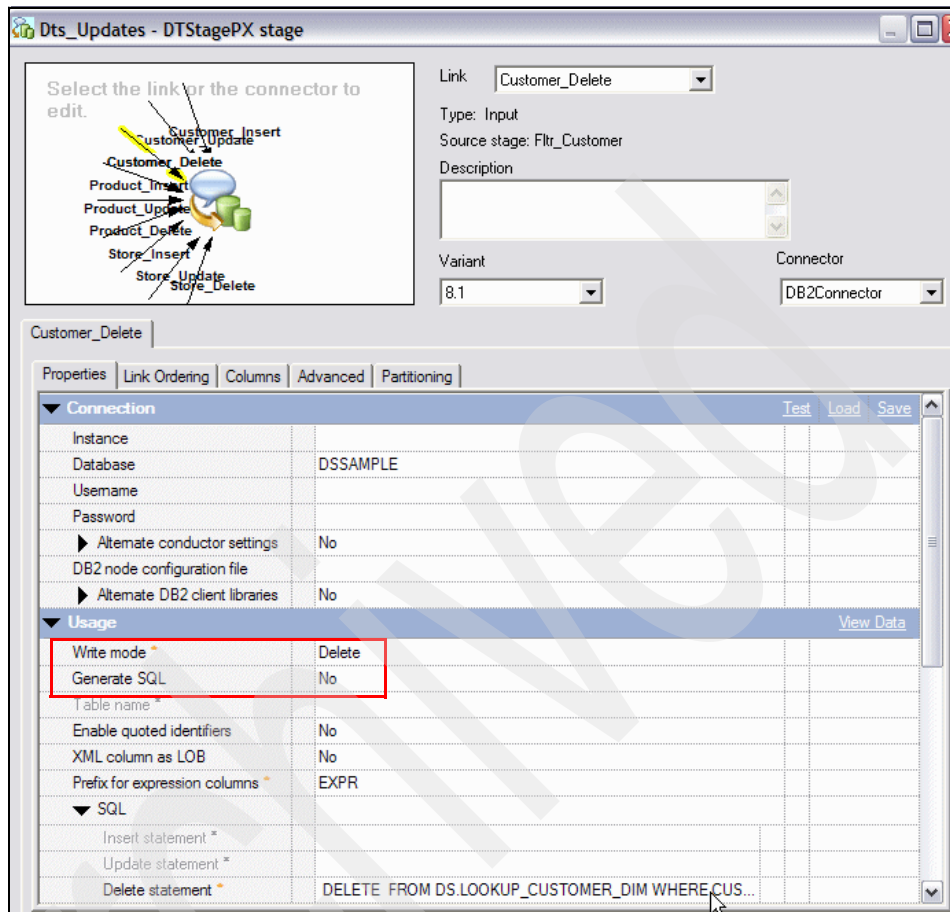 Dts_Updates - DTStagePX stage
Select the link or the connector to
edit.
Customer_Insert
Customer_Update
Customer_Delete
Product_Insert
Product_Update
Product_Delete
Store_Insert
Store_Update
Store_Delete
Link Customer_Delete
Type: Input
Source stage: Fltr_Customer
Description
Variant Connector
8.1 DB2Connector
Customer_Delete
Properties Link Ordering Columns Advanced Partitioning
Connection Test Load Save
Instance
Database DSSAMPLE
Username
Password
Alternate conductor settings No
DB2 node configuration file
Alternate DB2 client libraries No
Usage View Data
Write mode * Delete
Generate SQL No
Table name *
Enable quoted identifiers No
XML column as LOB No
Prefix for expression columns * EXPR
SQL
Insert statement *
Update statement *
Delete statement * DELETE FROM DS.LOOKUP_CUSTOMER_DIM WHERE CUS...
Archived